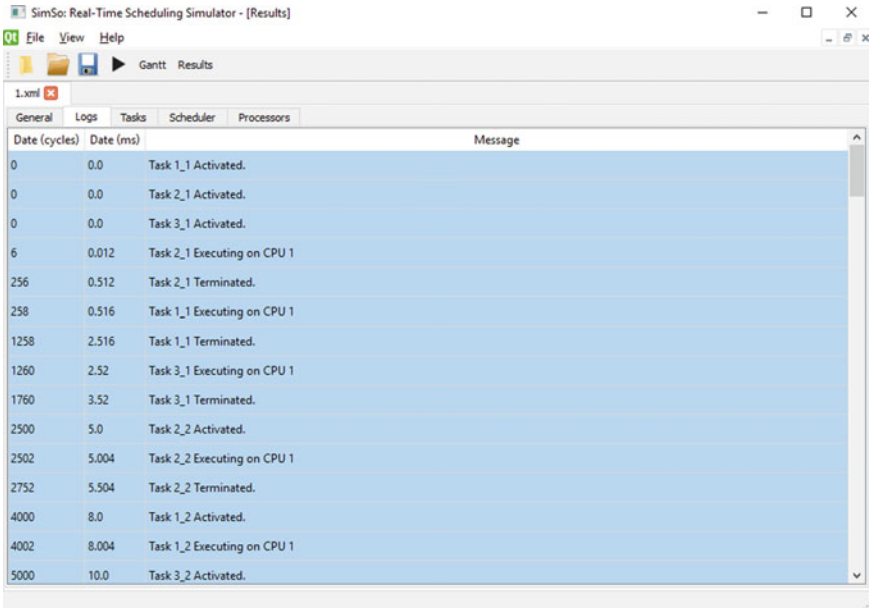 SimSo: Real-Time Scheduling Simulator - [Results]
File View Help
Gantt Results
1.xml
General Logs Tasks Scheduler Processors
Date (cycles) Date (ms) Message
0 0.0 Task 1_1 Activated.
0 0.0 Task 2_1 Activated.
0 0.0 Task 3_1 Activated.
6 0.012 Task 2_1 Executing on CPU 1
256 0.512 Task 2_1 Terminated.
258 0.516 Task 1_1 Executing on CPU 1
1258 2.516 Task 1_1 Terminated.
1260 2.52 Task 3_1 Executing on CPU 1
1760 3.52 Task 3_1 Terminated.
2500 5.0 Task 2_2 Activated.
2502 5.004 Task 2_2 Executing on CPU 1
2752 5.504 Task 2_2 Terminated.
4000 8.0 Task 1_2 Activated.
4002 8.004 Task 1_2 Executing on CPU 1
5000 10.0 Task 3_2 Activated.